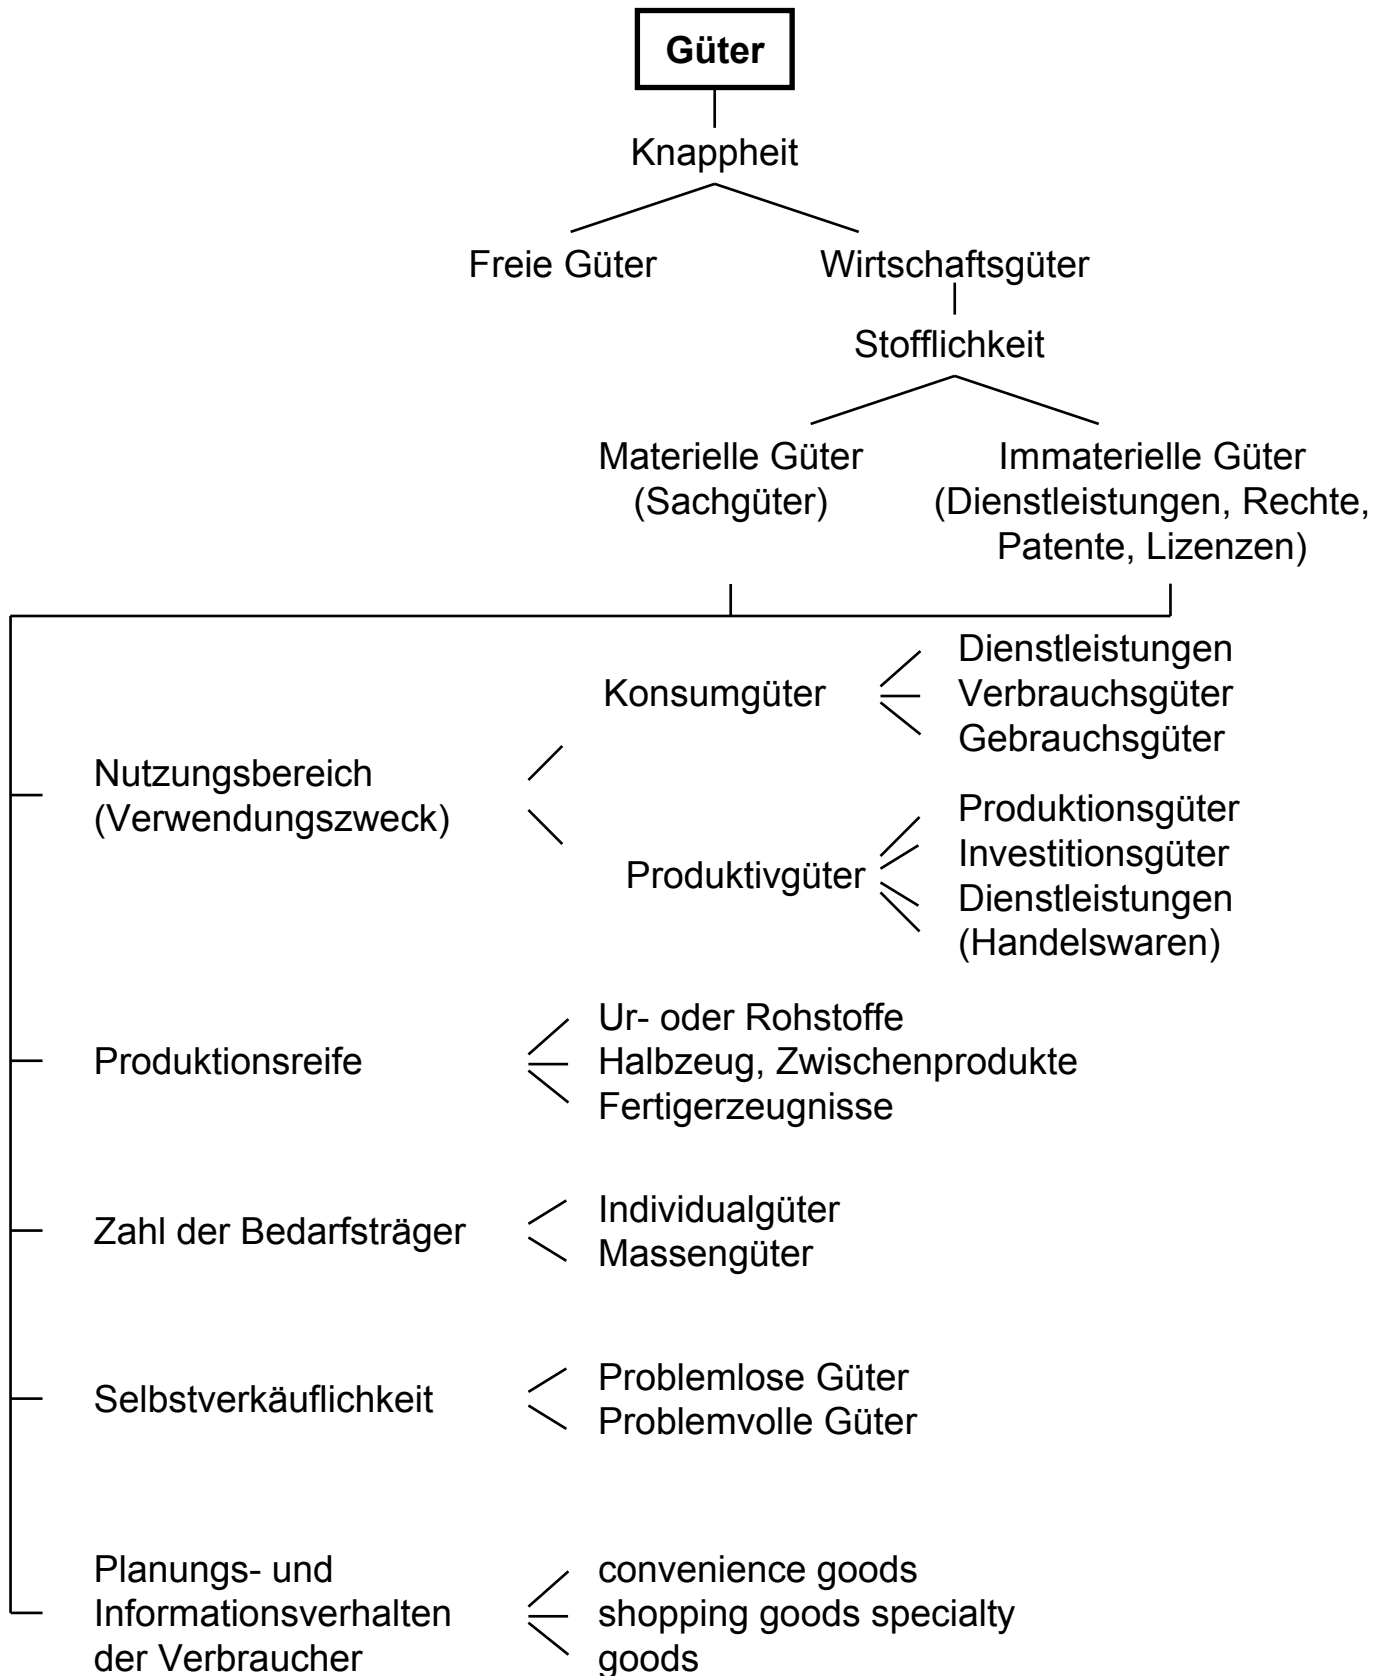 Güter
Knappheit
Freie Güter
Wirtschaftsgüter
Stofflichkeit
Materielle Güter
(Sachgüter)
Immaterielle Güter
(Dienstleistungen, Rechte,
Patente, Lizenzen)
Nutzungsbereich
(Verwendungszweck)
Konsumgüter
Dienstleistungen
Verbrauchsgüter
Gebrauchsgüter
Produktivgüter
Produktionsgüter
Investitionsgüter
Dienstleistungen
(Handelswaren)
Produktionsreife
Ur- oder Rohstoffe
Halbzeug, Zwischenprodukte
Fertigerzeugnisse
Zahl der Bedarfsträger
Individualgüter
Massengüter
Selbstverkäuflichkeit
Problemlose Güter
Problemvolle Güter
Planungs- und
Informationsverhalten
der Verbraucher
convenience goods
shopping goods specialty
goods